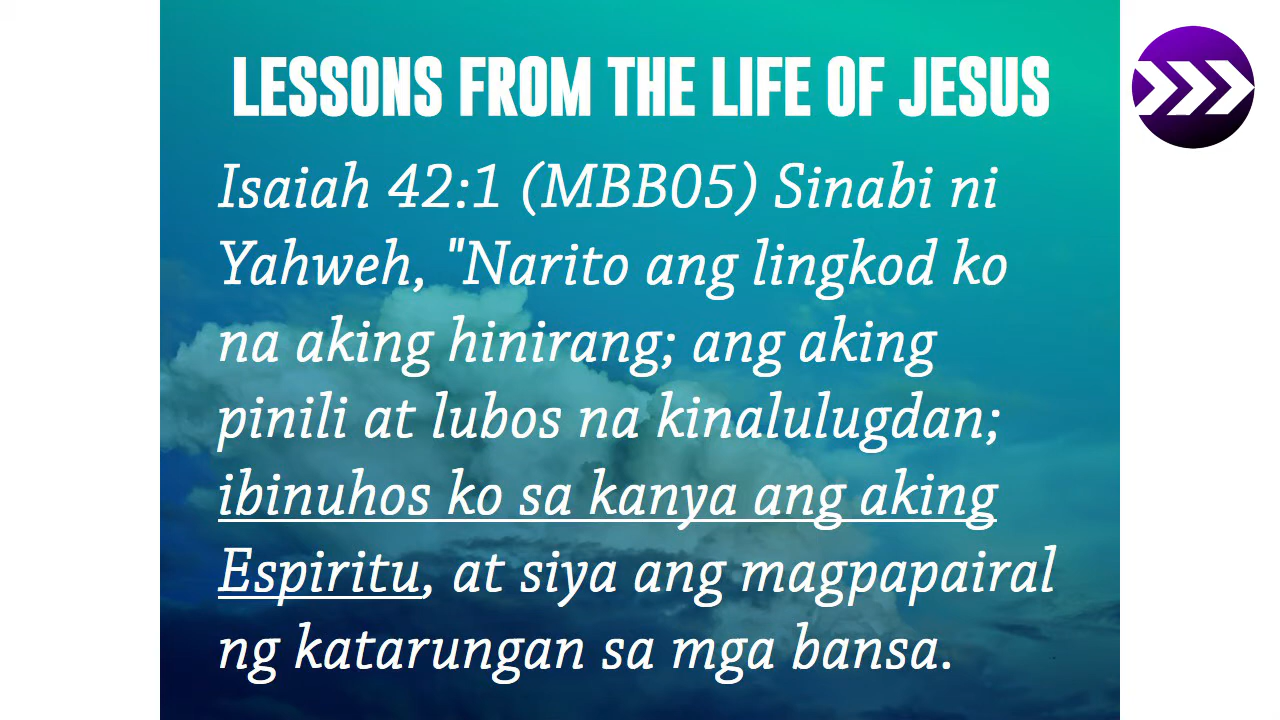 LESSONS FROM THE LIFE OF JESUS
Isaiah 42:1 (MBB05) Sinabi ni
Yahweh, "Narito ang lingkod ko
na aking hinirang; ang aking
pinili at lubos na kinalulugdan;
ibinuhos ko sa kanya ang aking
Espiritu, at siya ang magpapairal
ng katarungan sa mga bansa.